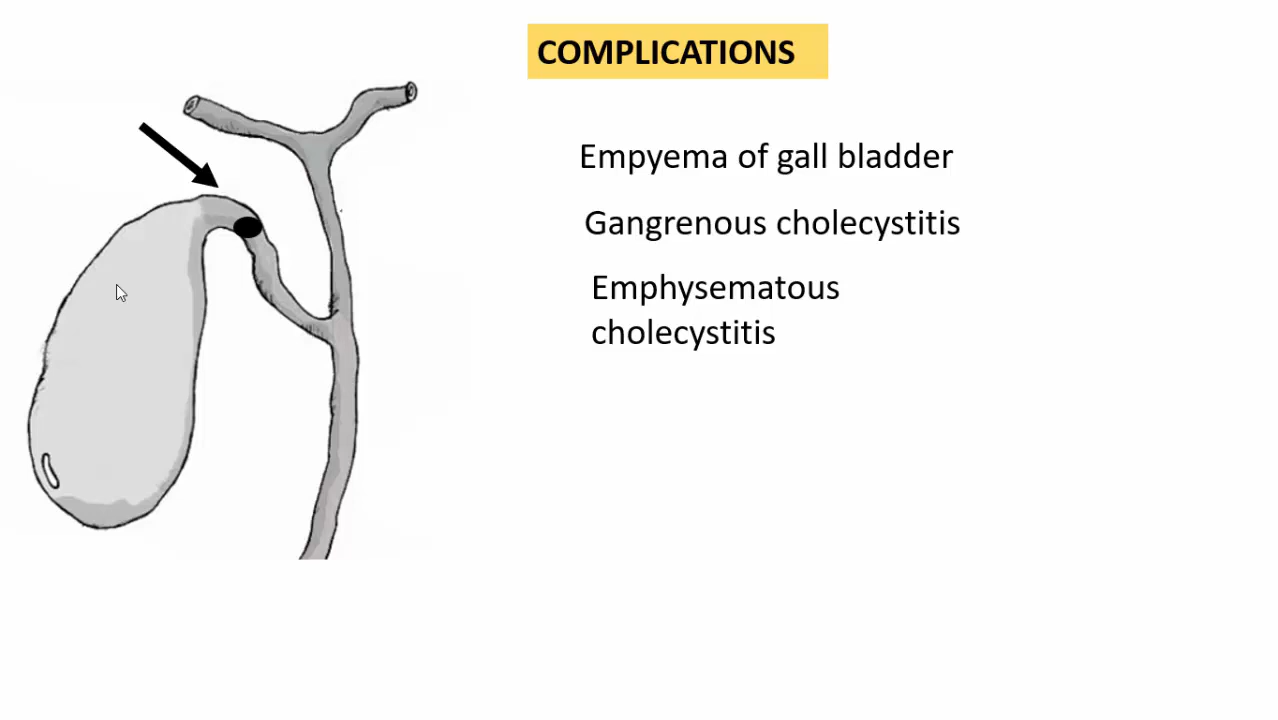 COMPLICATIONS
Empyema of gall bladder
Gangrenous cholecystitis
Emphysematous
cholecystitis